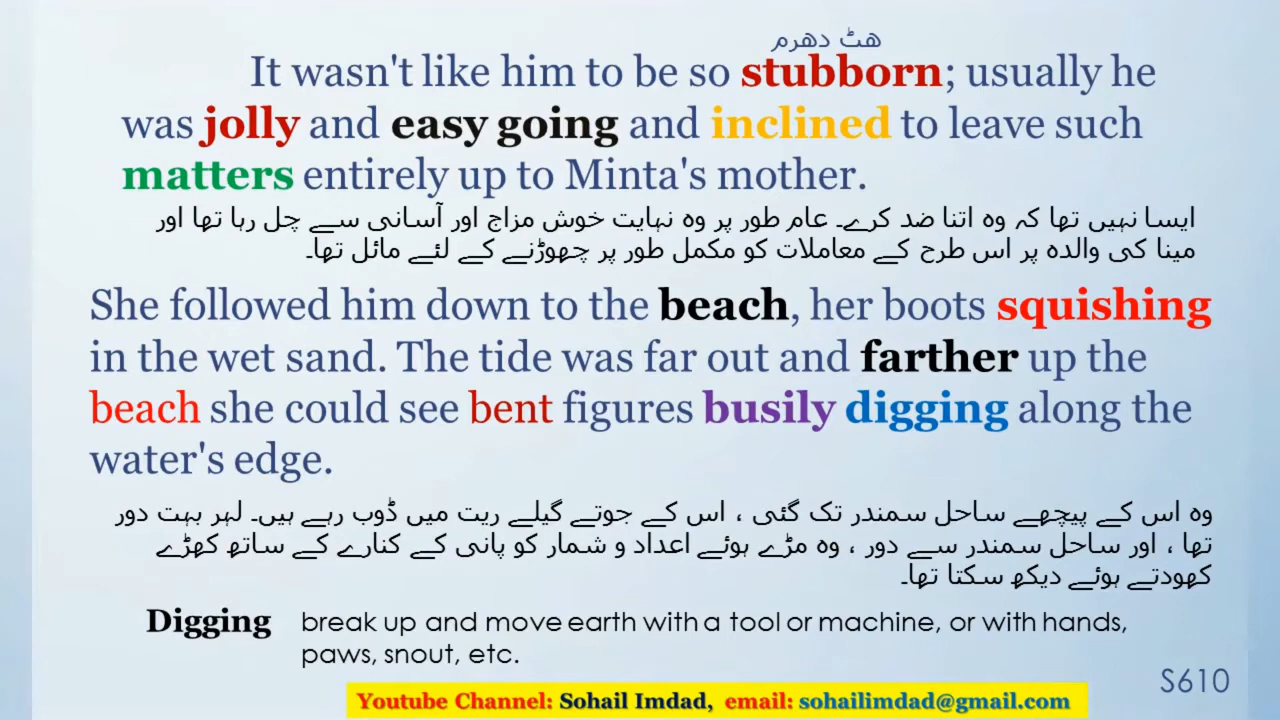 ھٹ دھرم
It wasn't like him to be so stubborn; usually he
was jolly and easy going and inclined to leave such
matters entirely up to Minta's mother.
ایسا نہیں تھا کہ وہ اتنا ضد کرے۔ عام طور پر وہ نہایت خوش مزاج اور آسانی سے چل رہا تھا اور
مینا کی والدہ پر اس طرح کے معاملات کو مکمل طور پر چھوڑنے کے لئے مائل تھا۔
She followed him down to the beach, her boots squishing
in the wet sand. The tide was far out and farther up the
beach she could see bent figures busily digging along the
water's edge.
وہ اس کے پیچھے ساحل سمندر تک گئی ، اس کے جوتے گیلے ریت میں ڈوب رہے ہیں۔ لہر بہت دور
تھا ، اور ساحل سمندر سے دور ، وہ مڑے ہوئے اعداد و شمار کو پانی کے کنارے کے ساتھ کھڑے
کھودتے ہوئے دیکھ سکتا تھا۔
Digging break up and move earth with a tool or machine, or with hands,
paws, snout, etc.
S610
Youtube Channel: Sohail Imdad, email: sohailimdad@gmail.com